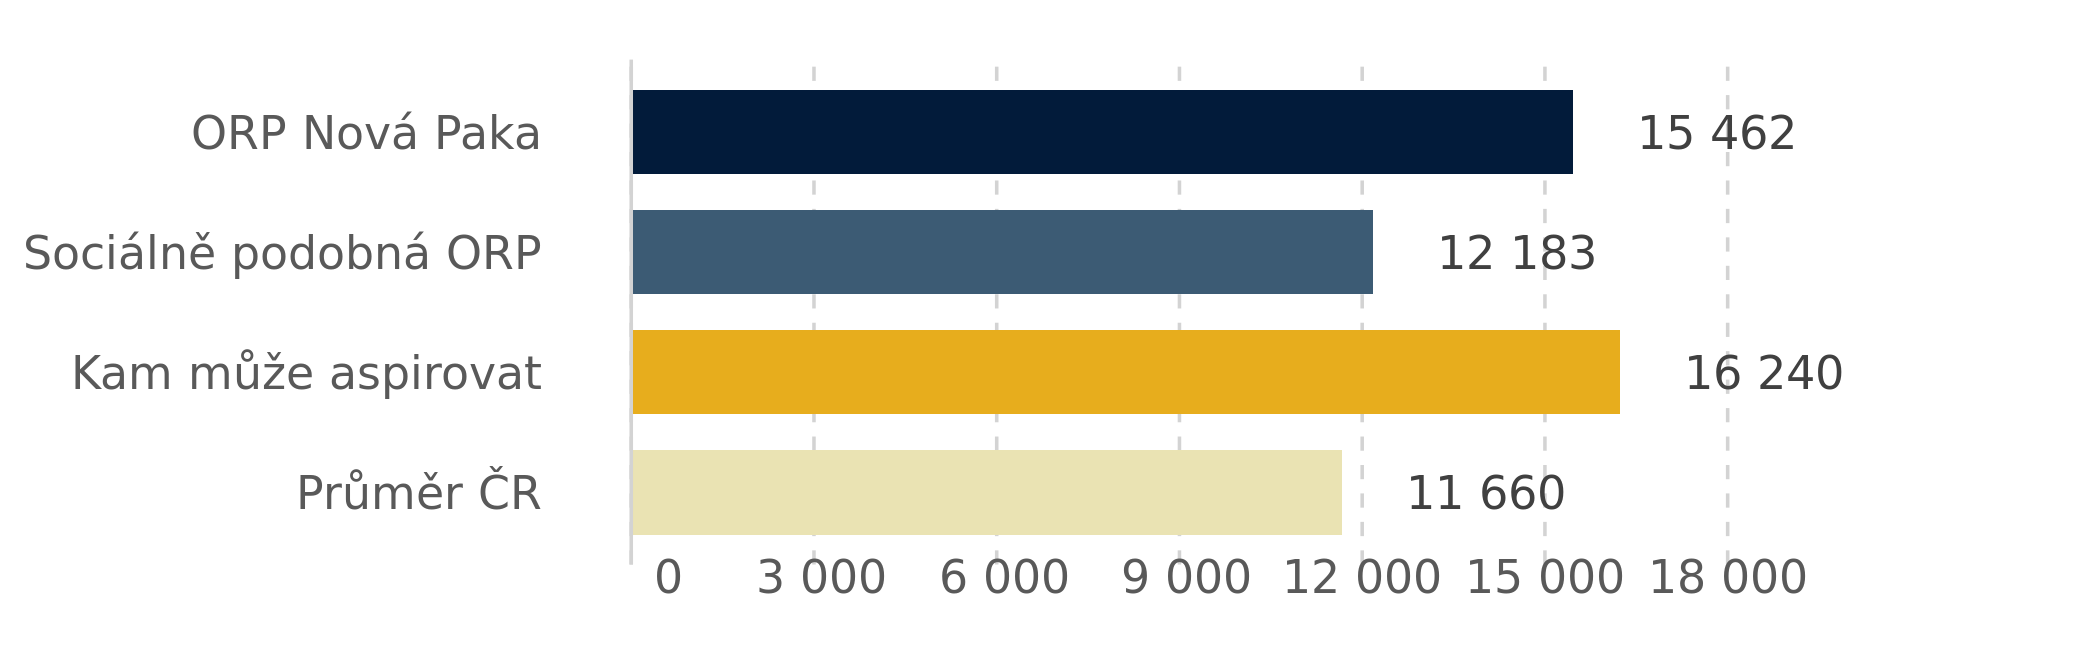 ORP Nová Paka 15 462
Sociálně podobná ORP 12 183
Kam může aspirovat 16 240
Průměr ČR 11 660
0 3 000 6 000 9 000 12 000 15 000 18 000